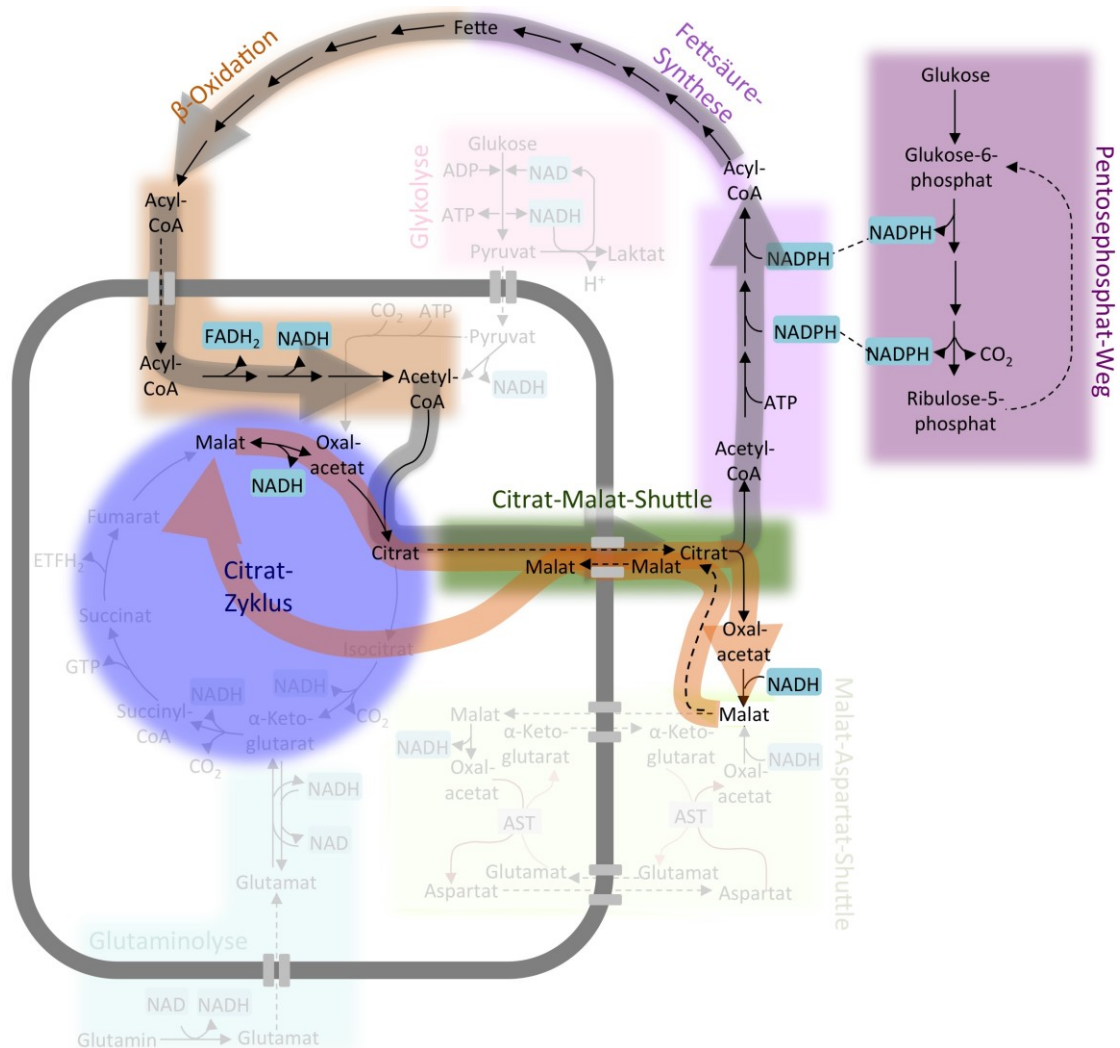 Fette
β-Oxidation
Fettsäure-
Synthese
Glukose
Glukose-6-
phosphat
NADPH
NADPH
NADPH
NADPH
CO2
Ribulose-5-
phosphat
Pentosephosphat-Weg
Acyl-
CoA
ATP
Acetyl-
CoA
Glykolyse
Glukose
ADP
NAD
ATP
NADH
Pyruvat
Laktat
H+
Acyl-
CoA
Acyl-
CoA
FADH2
NADH
Acetyl-
CoA
CO2
ATP
Pyruvat
NADH
Malat
Oxal-
acetat
NADH
Citrat
Citrat-Malat-Shuttle
Citrat
Malat
Malat
Citrat-
Zyklus
Fumarat
ETFH2
Succinat
GTP
Succinyl-
CoA
NADH
CO2
α-Keto-
glutarat
NADH
CO2
Isocitrat
Oxal-
acetat
NADH
Malat
Malat
NADH
Oxal-
acetat
α-Keto-
glutarat
α-Keto-
glutarat
NADH
Oxal-
acetat
AST
AST
Glutamat
Glutamat
Aspartat
Aspartat
Malat-Aspartat-Shuttle
NADH
NAD
Glutamat
Glutaminolyse
NAD
NADH
Glutamin
Glutamat